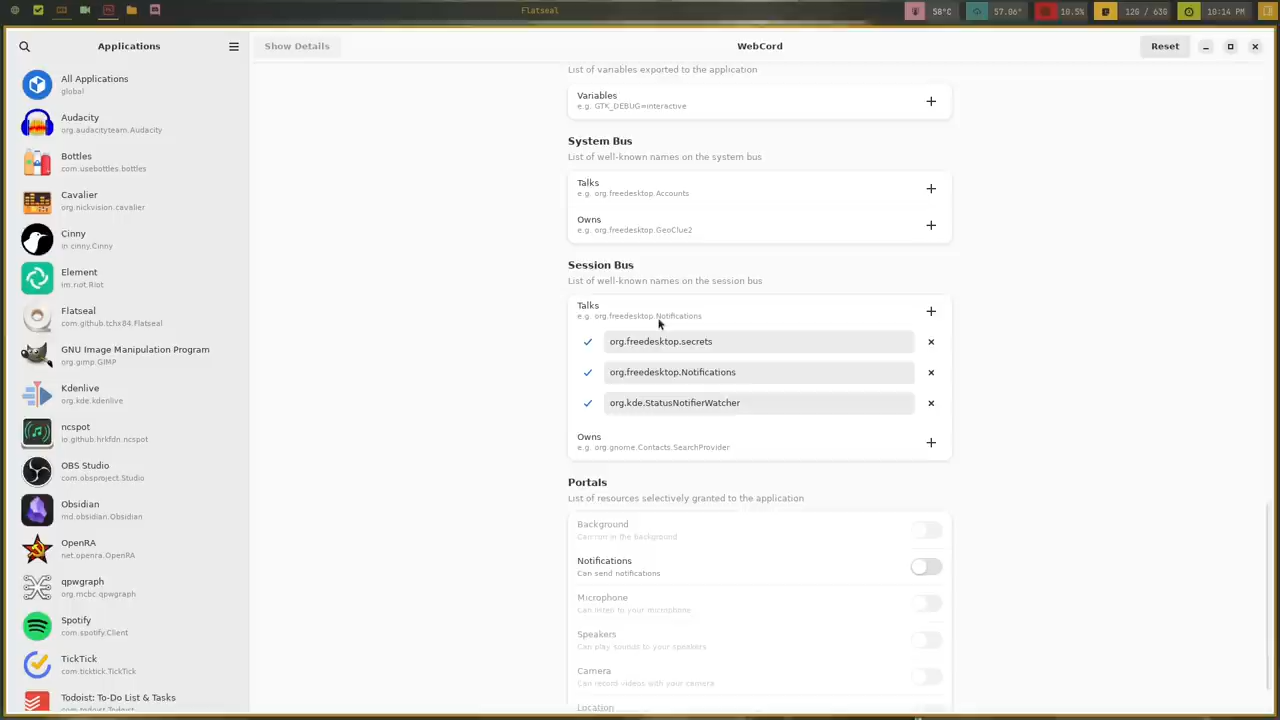 Flatseal
58°C
57.06°
10.5%
12G / 63G
10:14 PM
Applications
Show Details
WebCord
Reset
All Applications
global
Audacity
org.audacityteam.Audacity
Bottles
com.usebottles.bottles
Cavalier
org.nickvision.cavalier
Cinny
in.cinny.Cinny
Element
im.riot.Riot
Flatseal
com.github.tchx84.Flatseal
GNU Image Manipulation Program
org.gimp.GIMP
Kdenlive
org.kde.kdenlive
ncspot
io.github.hrkfdn.ncspot
OBS Studio
com.obsproject.Studio
Obsidian
md.obsidian.Obsidian
OpenRA
net.openra.OpenRA
qpwgraph
org.rncbc.qpwgraph
Spotify
com.spotify.Client
TickTick
com.ticktick.TickTick
Todoist: To-Do List & Tasks
com.todoist.Todoist
List of variables exported to the application
Variables
e.g. GTK_DEBUG=interactive
System Bus
List of well-known names on the system bus
Talks
e.g. org.freedesktop.Accounts
Owns
e.g. org.freedesktop.GeoClue2
Session Bus
List of well-known names on the session bus
Talks
e.g. org.freedesktop.Notifications
org.freedesktop.secrets
org.freedesktop.Notifications
org.kde.StatusNotifierWatcher
Owns
e.g. org.gnome.Contacts.SearchProvider
Portals
List of resources selectively granted to the application
Background
Can run in the background
Notifications
Can send notifications
Microphone
Can listen to your microphone
Speakers
Can play sounds to your speakers
Camera
Can record videos with your camera
Location